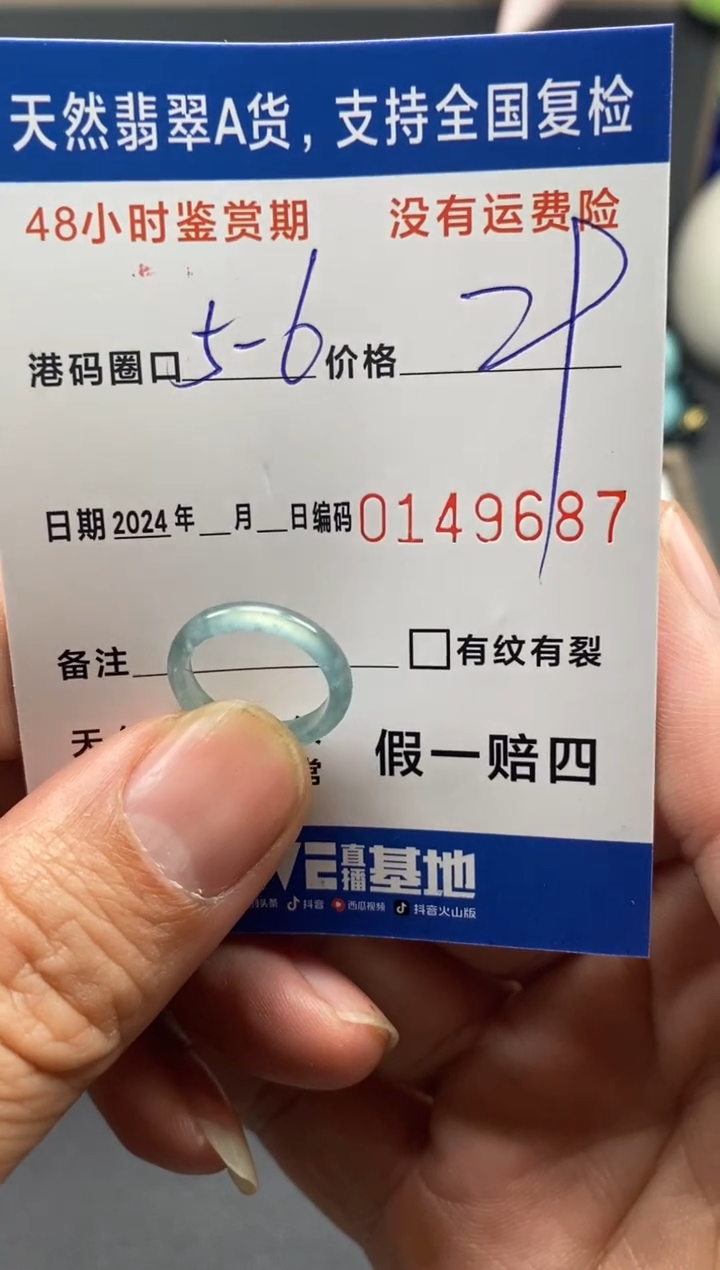 天然翡翠A货，支持全国复检
48小时鉴赏期 没有运费险
港码圈口 5-6 价格
日期2024年__月__日编码0149687
备注 □有纹有裂
天 假一赔四
直播基地
头条 抖音 西瓜视频 抖音火山版